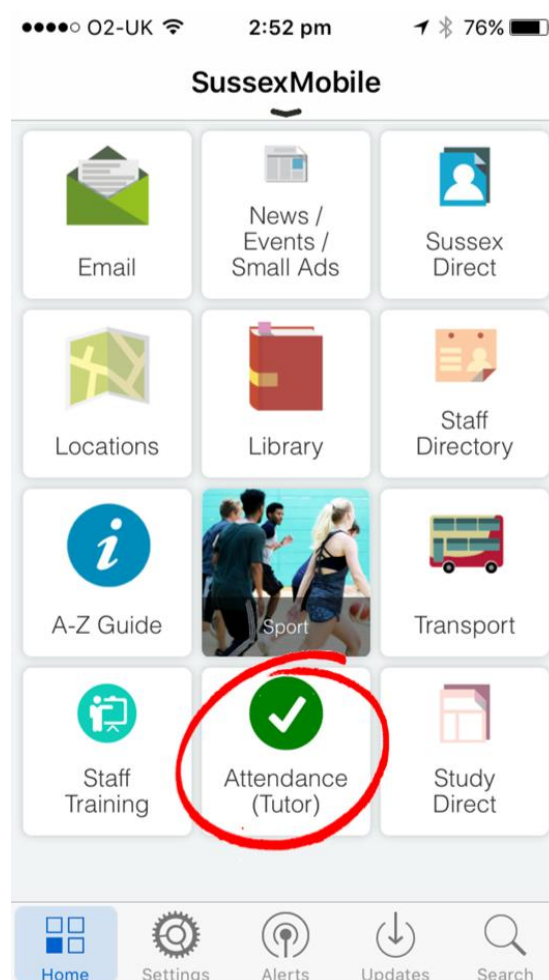 O2-UK 2:52 pm 76%
SussexMobile
Email
News /
Events /
Small Ads
Sussex
Direct
Locations
Library
Staff
Directory
A-Z Guide
Sport
Transport
Staff
Training
Attendance
(Tutor)
Study
Direct
Home Settings Alerts Updates Search